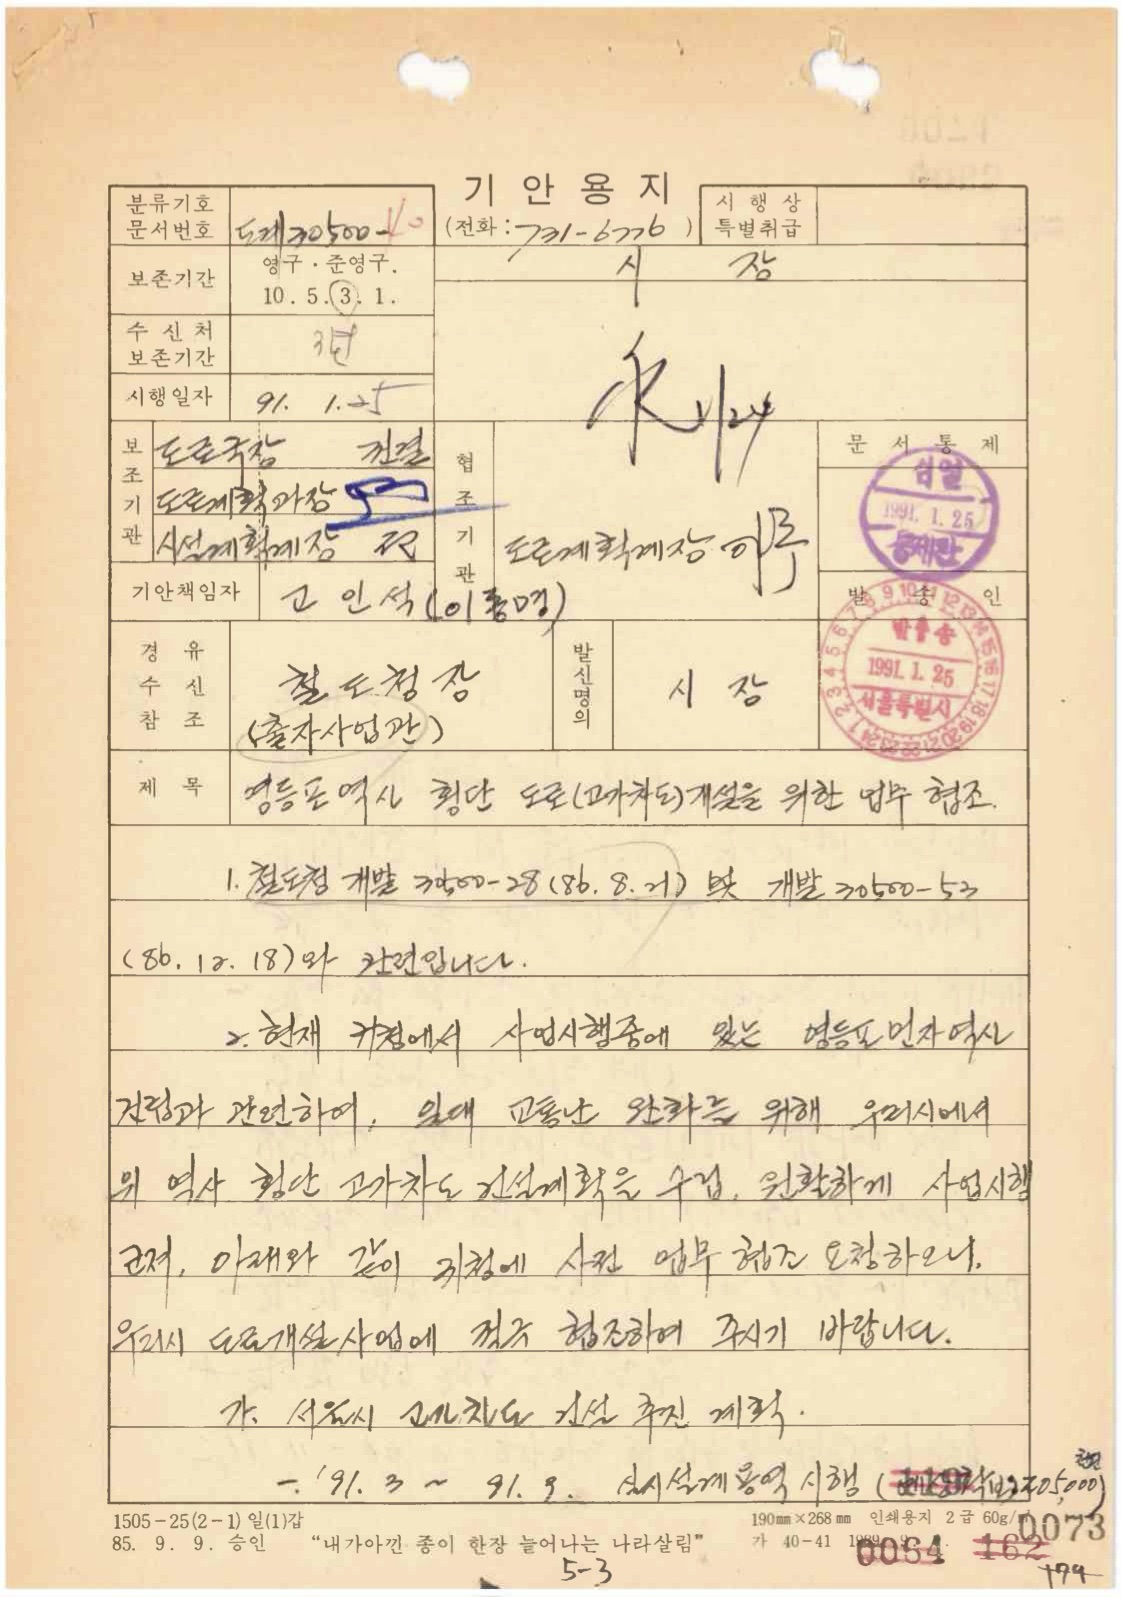 기 안 용 지
분류기호
문서번호 도계30500-
(전화: 731-6776 )
시 행 상
특별취급
보존기간 영구 · 준영구.
10. 5. 3. 1.
시 장
수 신 처
보존기간 3년
시행일자 91. 1. 25
1/24
보조기관
도로국장 전결
도로계획과장
시설계획계장
협조기관
도로계획계장
문 서 통 제
1991. 1. 25
기안책임자 고 인 석 (이 동 명)
발 송 인
발송
1991. 1. 25
서울특별시
경 유
수 신
참 조
철 도 청 장
(출자사업관)
발신명의
시 장
제 목 영등포역사 횡단 도로(고가차도)개설을 위한 업무 협조.
1. 철도청 개발 30500-28 (86. 8. 21) 및 개발 30500-53
(86. 12. 18)와 관련입니다.
2. 현재 귀청에서 사업시행중에 있는 영등포 민자역사
건립과 관련하여, 일대 교통난 완화를 위해 우리시에서
위 역사 횡단 고가차도 건설계획을 수립, 원활하게 사업시행
코져, 아래와 같이 귀청에 사전 업무 협조 요청하오니,
우리시 도로개설사업에 적극 협조하여 주시기 바랍니다.
가. 서울시 고가차도 건설 추진 계획.
-. '91. 3 ~ 91. 9. 실시설계용역 시행
1505-25(2-1) 일(1)갑
85. 9. 9. 승인
"내가아낀 종이 한장 늘어나는 나라살림"
190㎜×268㎜ 인쇄용지 2급 60g/
가 40-41
0073
0084
162
179
5-3